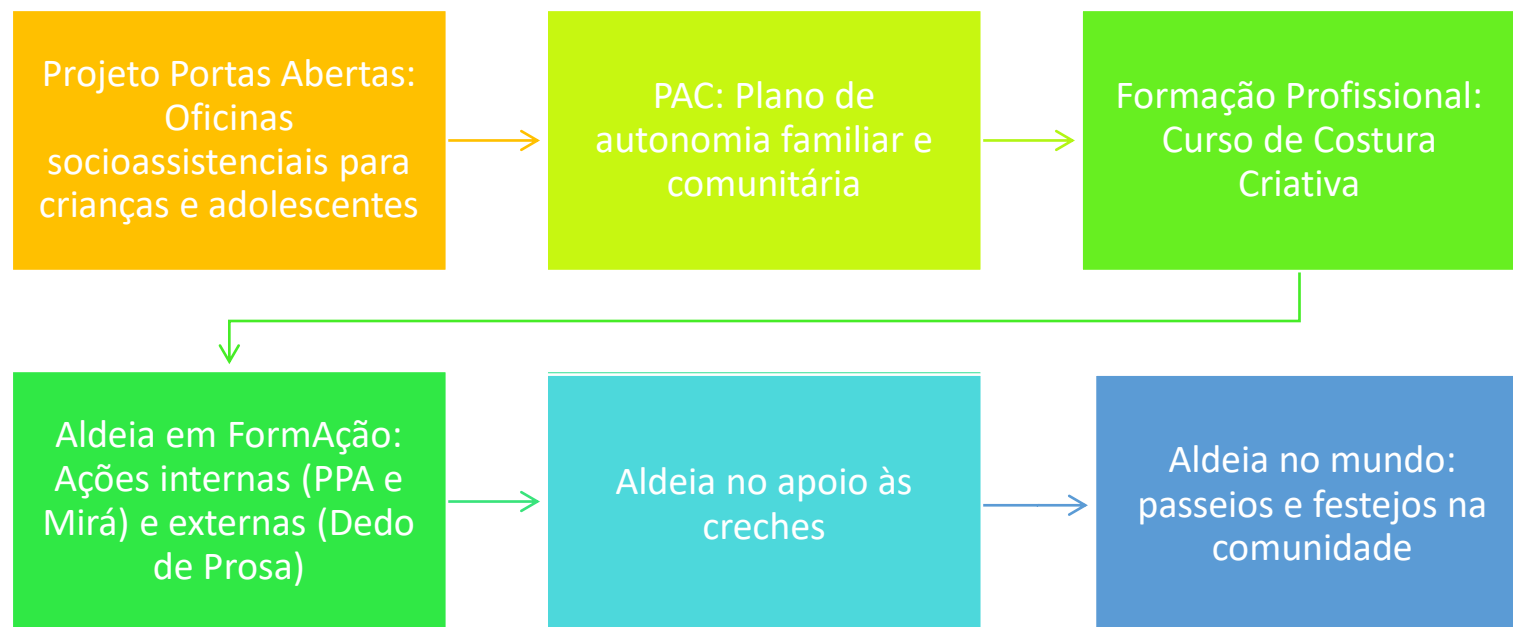 Projeto Portas Abertas:
Oficinas
socioassistenciais para
crianças e adolescentes
PAC: Plano de
autonomia familiar e
comunitária
Formação Profissional:
Curso de Costura
Criativa
Aldeia em FormAção:
Ações internas (PPA e
Mirá) e externas (Dedo
de Prosa)
Aldeia no apoio às
creches
Aldeia no mundo:
passeios e festejos na
comunidade